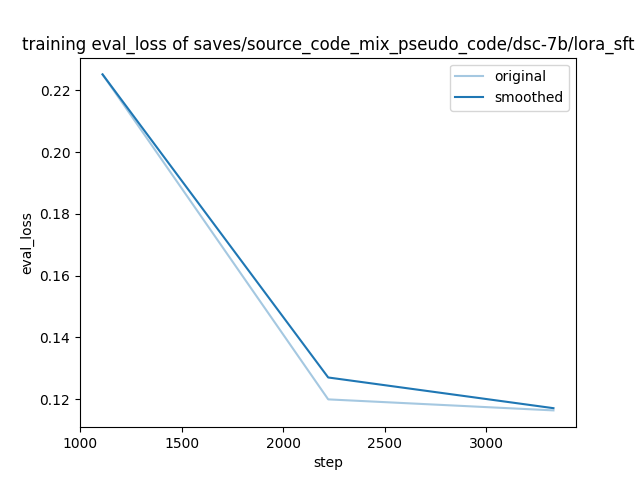 training eval_loss of saves/source_code_mix_pseudo_code/dsc-7b/lora_sft
original
smoothed
0.22
0.20
0.18
0.16
0.14
0.12
eval_loss
1000 1500 2000 2500 3000
step